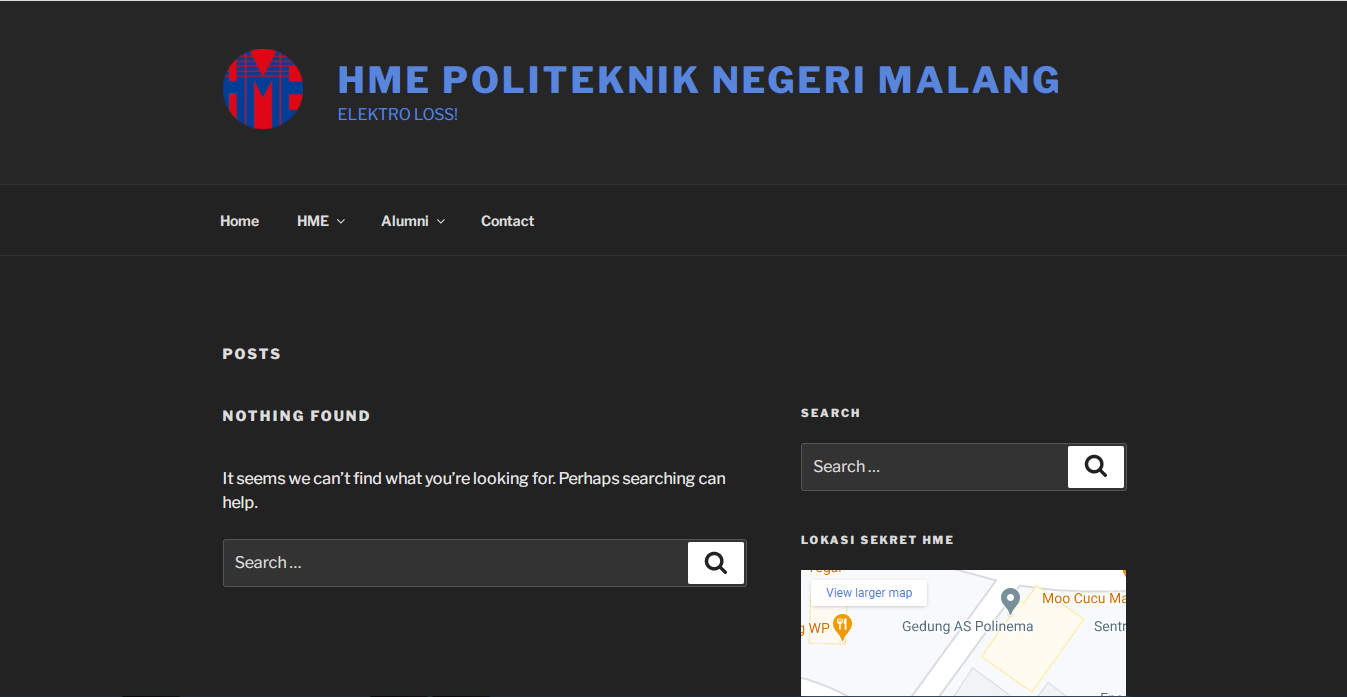 HME POLITEKNIK NEGERI MALANG
ELEKTRO LOSS!
Home HME Alumni Contact
POSTS
NOTHING FOUND
It seems we can’t find what you’re looking for. Perhaps searching can
help.
Search …
SEARCH
Search …
LOKASI SEKRET HME
View larger map
Moo Cucu Ma
WP
Gedung AS Polinema
Sentr